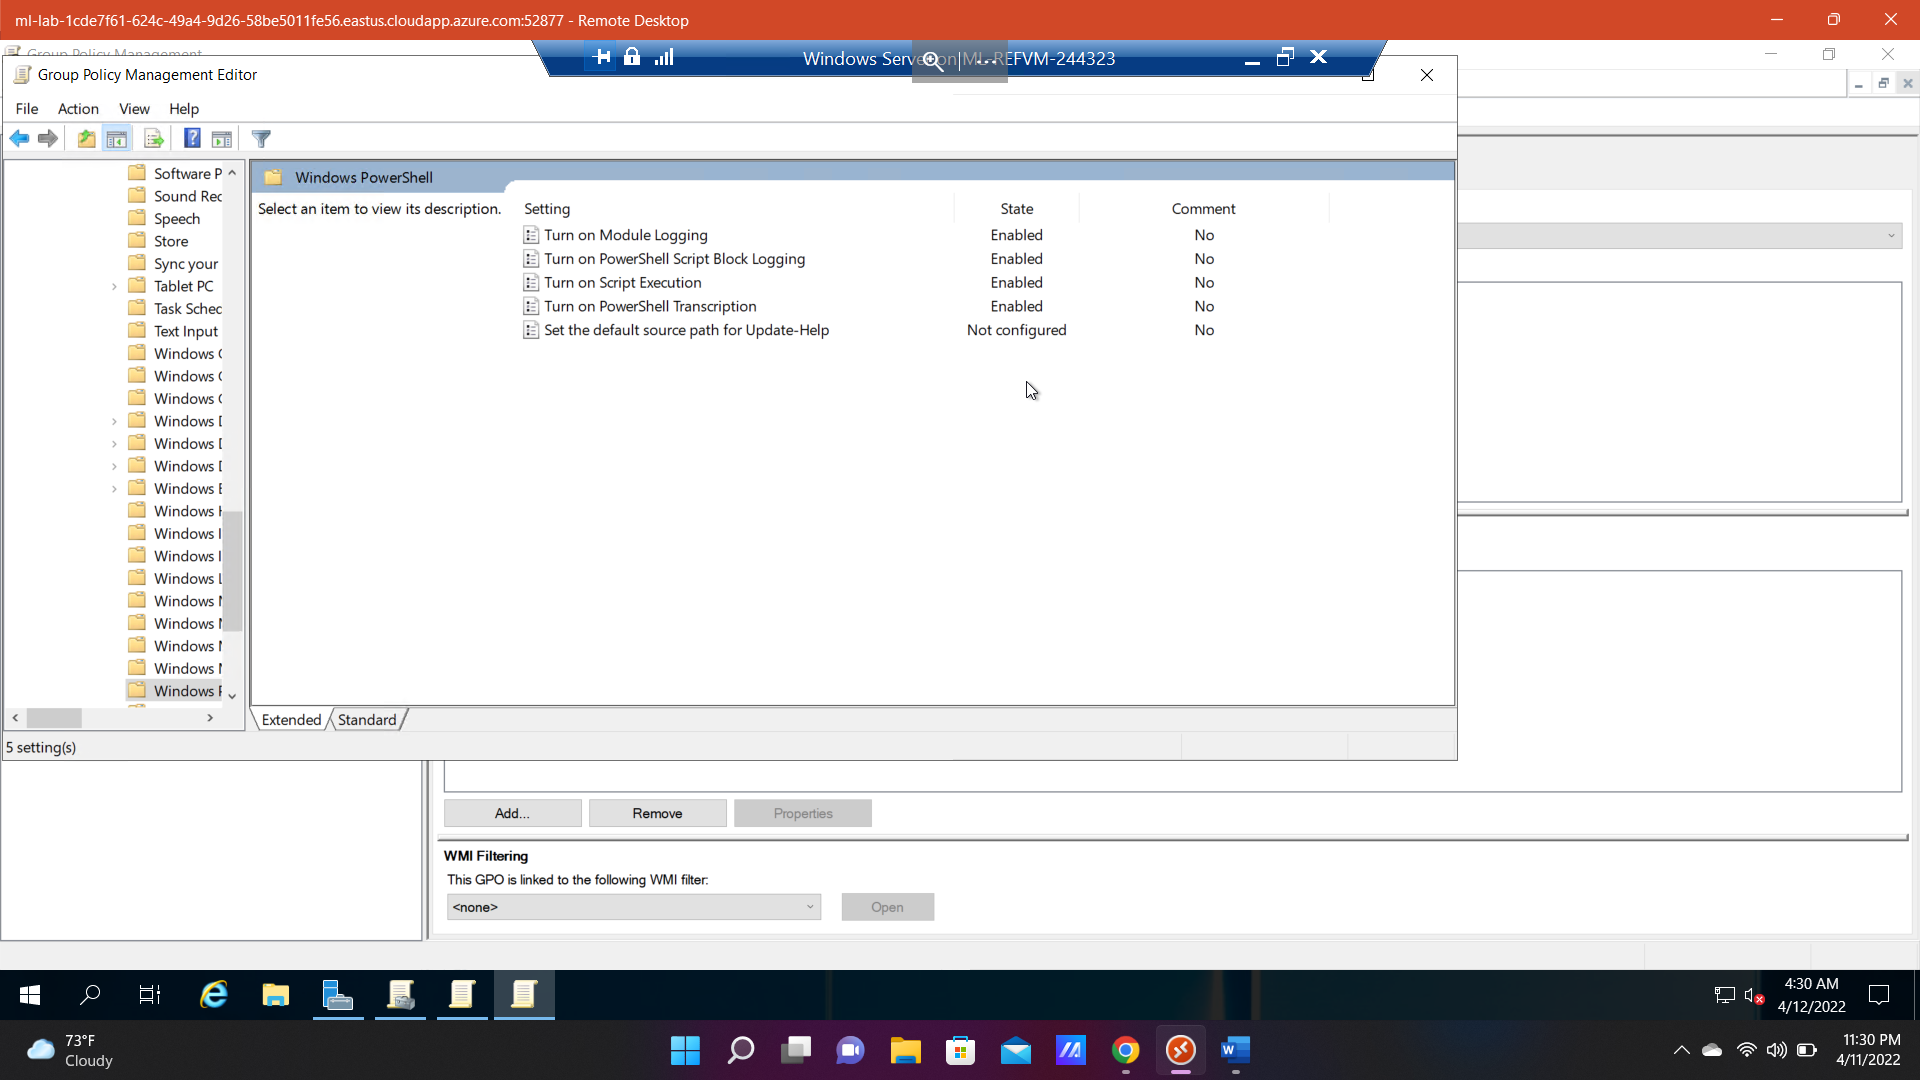 ml-lab-1cde7f61-624c-49a4-9d26-58be5011fe56.eastus.cloudapp.azure.com:52877 - Remote Desktop
Group Policy Management
Windows Server on ML-REFVM-244323
Group Policy Management Editor
File Action View Help
Software P
Sound Rec
Speech
Store
Sync your
Tablet PC
Task Sched
Text Input
Windows
Windows
Windows
Windows D
Windows D
Windows D
Windows E
Windows H
Windows I
Windows I
Windows L
Windows M
Windows M
Windows M
Windows M
Windows P
Windows PowerShell
Select an item to view its description.
Setting State Comment
Turn on Module Logging Enabled No
Turn on PowerShell Script Block Logging Enabled No
Turn on Script Execution Enabled No
Turn on PowerShell Transcription Enabled No
Set the default source path for Update-Help Not configured No
Extended Standard
5 setting(s)
Add... Remove Properties
WMI Filtering
This GPO is linked to the following WMI filter:
<none> Open
4:30 AM
4/12/2022
73°F
Cloudy
11:30 PM
4/11/2022